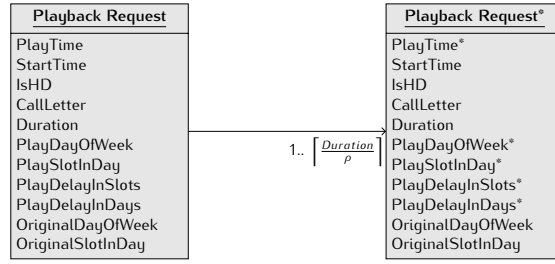 Playback Request
PlayTime
StartTime
IsHD
CallLetter
Duration
PlayDayOfWeek
PlaySlotInDay
PlayDelayInSlots
PlayDelayInDays
OriginalDayOfWeek
OriginalSlotInDay
1.. ⌈Duration/ρ⌉
Playback Request*
PlayTime*
StartTime
IsHD
CallLetter
Duration
PlayDayOfWeek*
PlaySlotInDay*
PlayDelayInSlots*
PlayDelayInDays*
OriginalDayOfWeek
OriginalSlotInDay